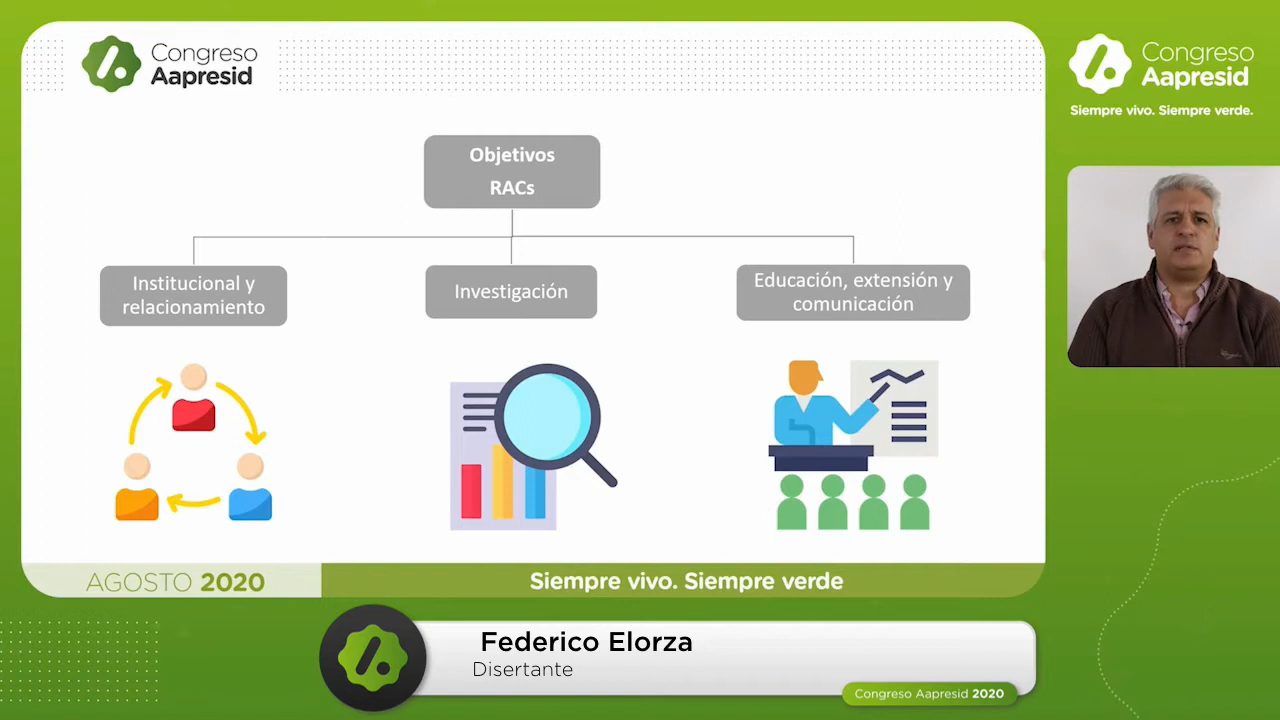 Congreso
Aapresid
Congreso
Aapresid
Siempre vivo. Siempre verde.
Objetivos
RACs
Institucional y
relacionamiento
Investigación
Educación, extensión y
comunicación
AGOSTO 2020
Siempre vivo. Siempre verde
Federico Elorza
Disertante
Congreso Aapresid 2020